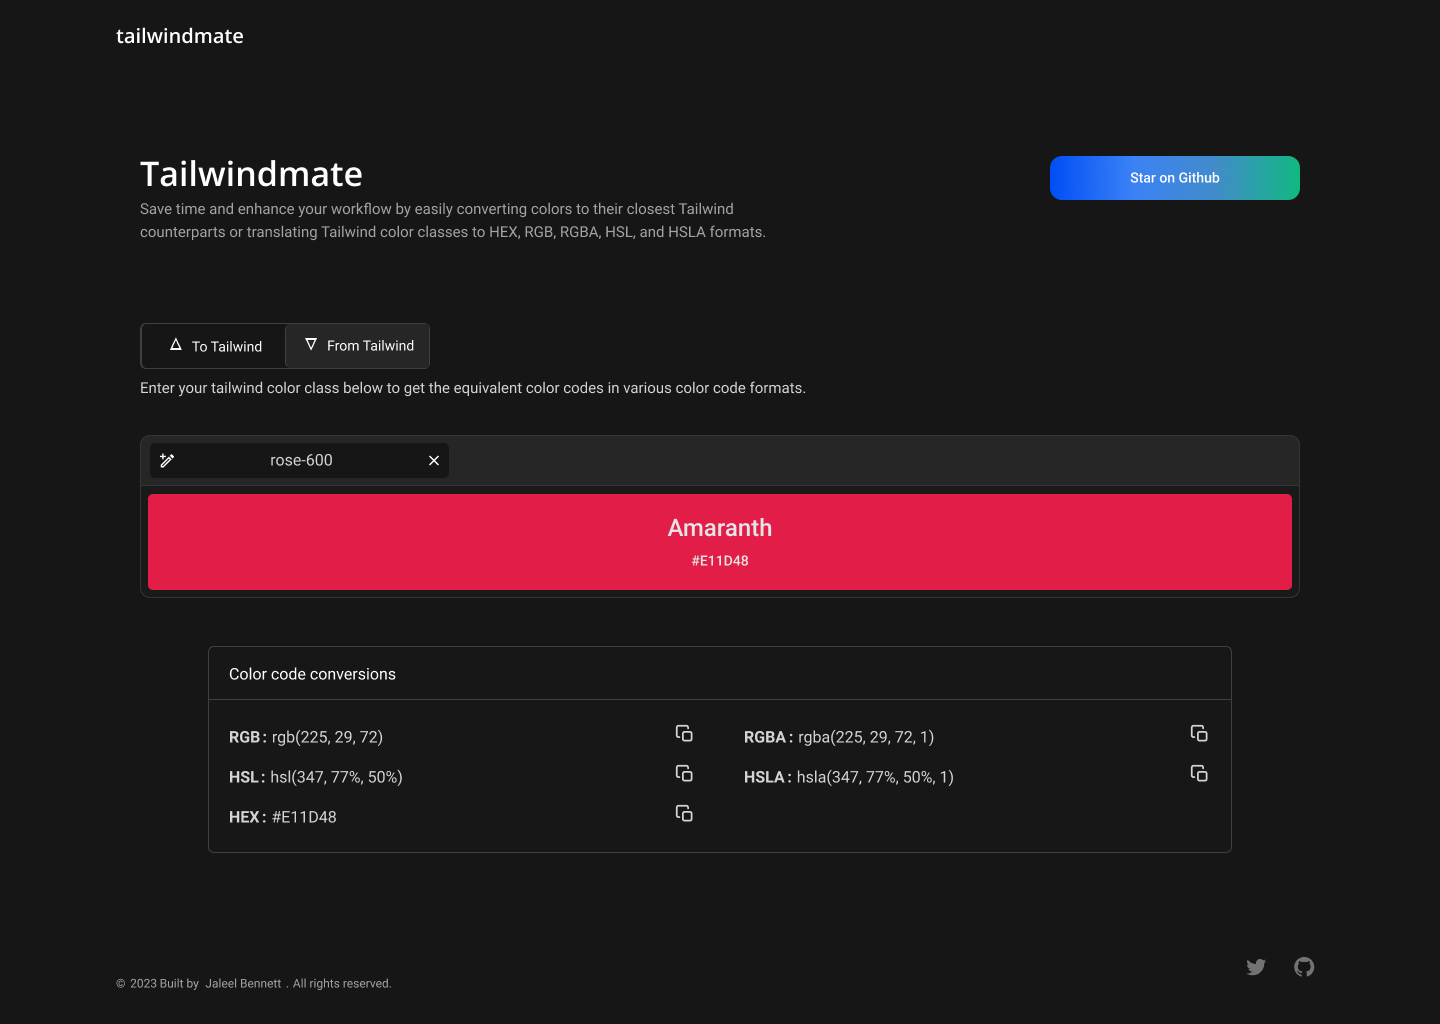 tailwindmate
Tailwindmate
Star on Github
Save time and enhance your workflow by easily converting colors to their closest Tailwind
counterparts or translating Tailwind color classes to HEX, RGB, RGBA, HSL, and HSLA formats.
To Tailwind
From Tailwind
Enter your tailwind color class below to get the equivalent color codes in various color code formats.
rose-600
Amaranth
#E11D48
Color code conversions
RGB : rgb(225, 29, 72)
RGBA : rgba(225, 29, 72, 1)
HSL : hsl(347, 77%, 50%)
HSLA : hsla(347, 77%, 50%, 1)
HEX : #E11D48
© 2023 Built by Jaleel Bennett . All rights reserved.